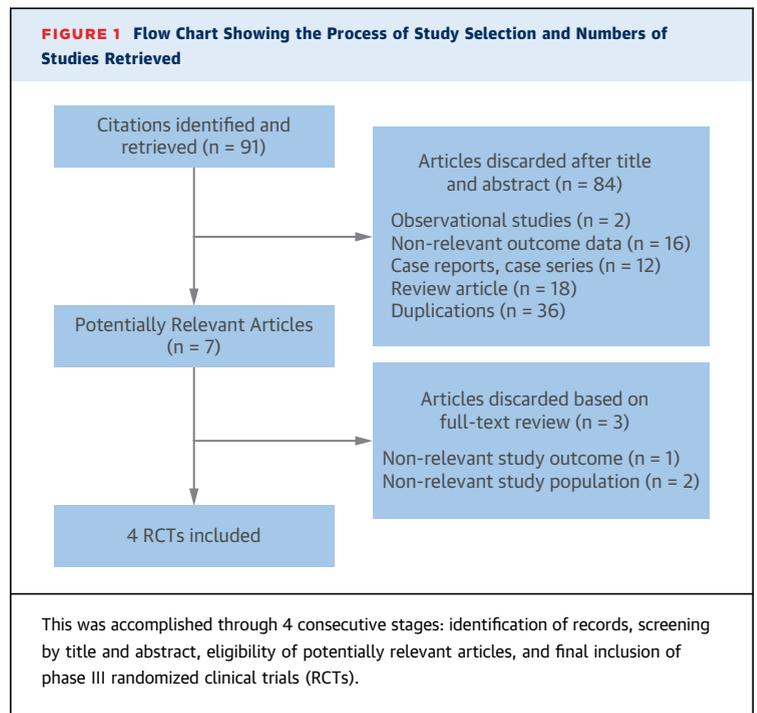 FIGURE 1 Flow Chart Showing the Process of Study Selection and Numbers of
Studies Retrieved
Citations identified and
retrieved (n = 91)
Articles discarded after title
and abstract (n = 84)
Observational studies (n = 2)
Non-relevant outcome data (n = 16)
Case reports, case series (n = 12)
Review article (n = 18)
Duplications (n = 36)
Potentially Relevant Articles
(n = 7)
Articles discarded based on
full-text review (n = 3)
Non-relevant study outcome (n = 1)
Non-relevant study population (n = 2)
4 RCTs included
This was accomplished through 4 consecutive stages: identification of records, screening
by title and abstract, eligibility of potentially relevant articles, and final inclusion of
phase III randomized clinical trials (RCTs).